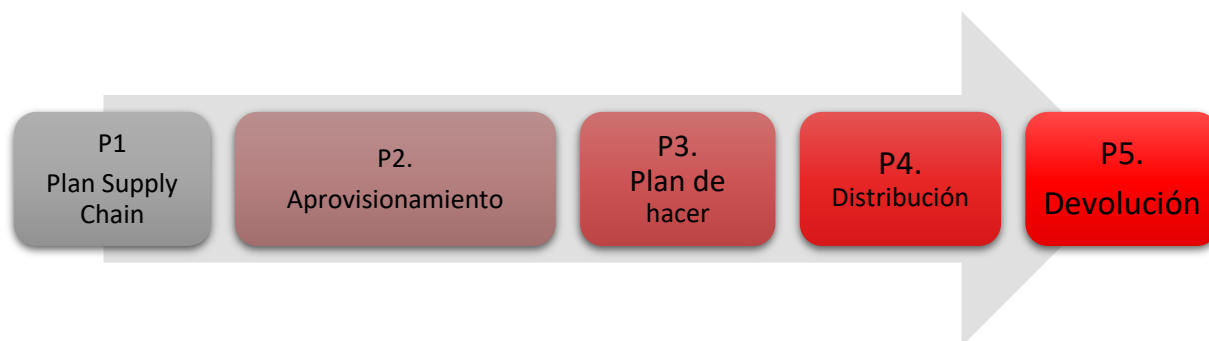 P1
Plan Supply
Chain
P2.
Aprovisionamiento
P3.
Plan de
hacer
P4.
Distribución
P5.
Devolución